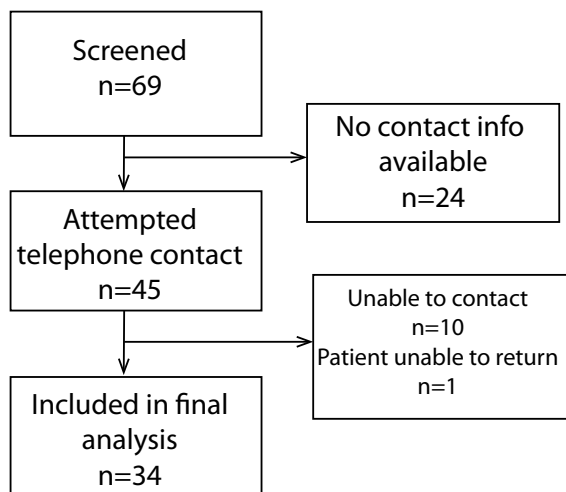 Screened
n=69
No contact info
available
n=24
Attempted
telephone contact
n=45
Unable to contact
n=10
Patient unable to return
n=1
Included in final
analysis
n=34